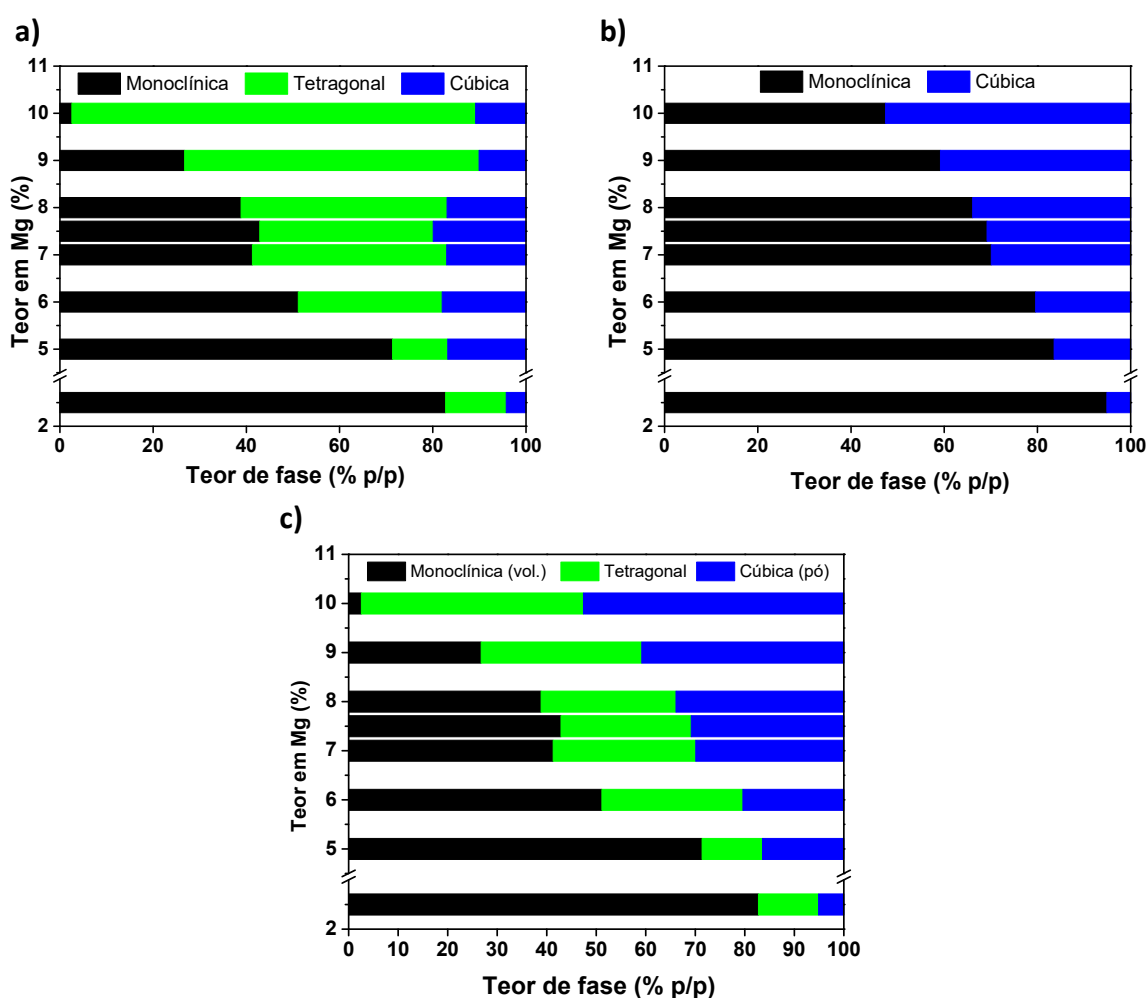 a)
Monoclínica Tetragonal Cúbica
11
10
9
8
7
6
5
2
Teor em Mg (%)
0 20 40 60 80 100
Teor de fase (% p/p)
b)
Monoclínica Cúbica
11
10
9
8
7
6
5
2
Teor em Mg (%)
0 20 40 60 80 100
Teor de fase (% p/p)
c)
Monoclínica (vol.) Tetragonal Cúbica (pó)
11
10
9
8
7
6
5
2
Teor em Mg (%)
0 10 20 30 40 50 60 70 80 90 100
Teor de fase (% p/p)